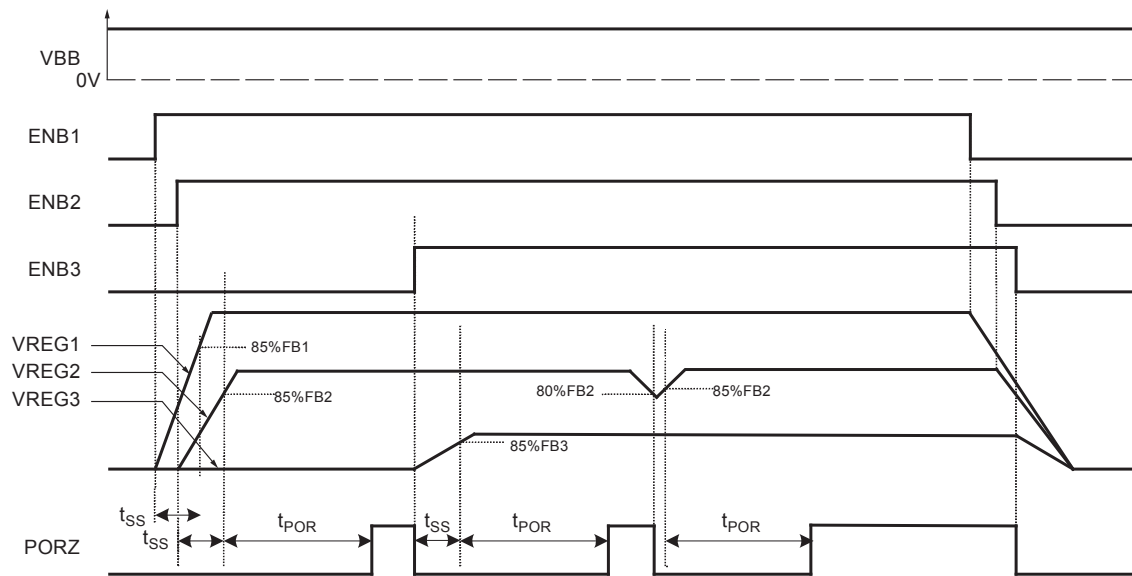 VBB
0V
ENB1
ENB2
ENB3
VREG1
85%FB1
VREG2
80%FB2
85%FB2
VREG3
85%FB2
85%FB3
tSS
tPOR
tSS
tPOR
tPOR
tSS
PORZ